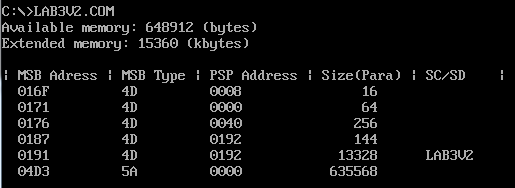 C:\>LAB3V2.COM
Available memory: 648912 (bytes)
Extended memory: 15360 (kbytes)
| MSB Adress | MSB Type | PSP Address | Size(Para) | SC/SD |
016F 4D 0008 16
0171 4D 0000 64
0176 4D 0040 256
0187 4D 0192 144
0191 4D 0192 13328 LAB3V2
04D3 5A 0000 635568